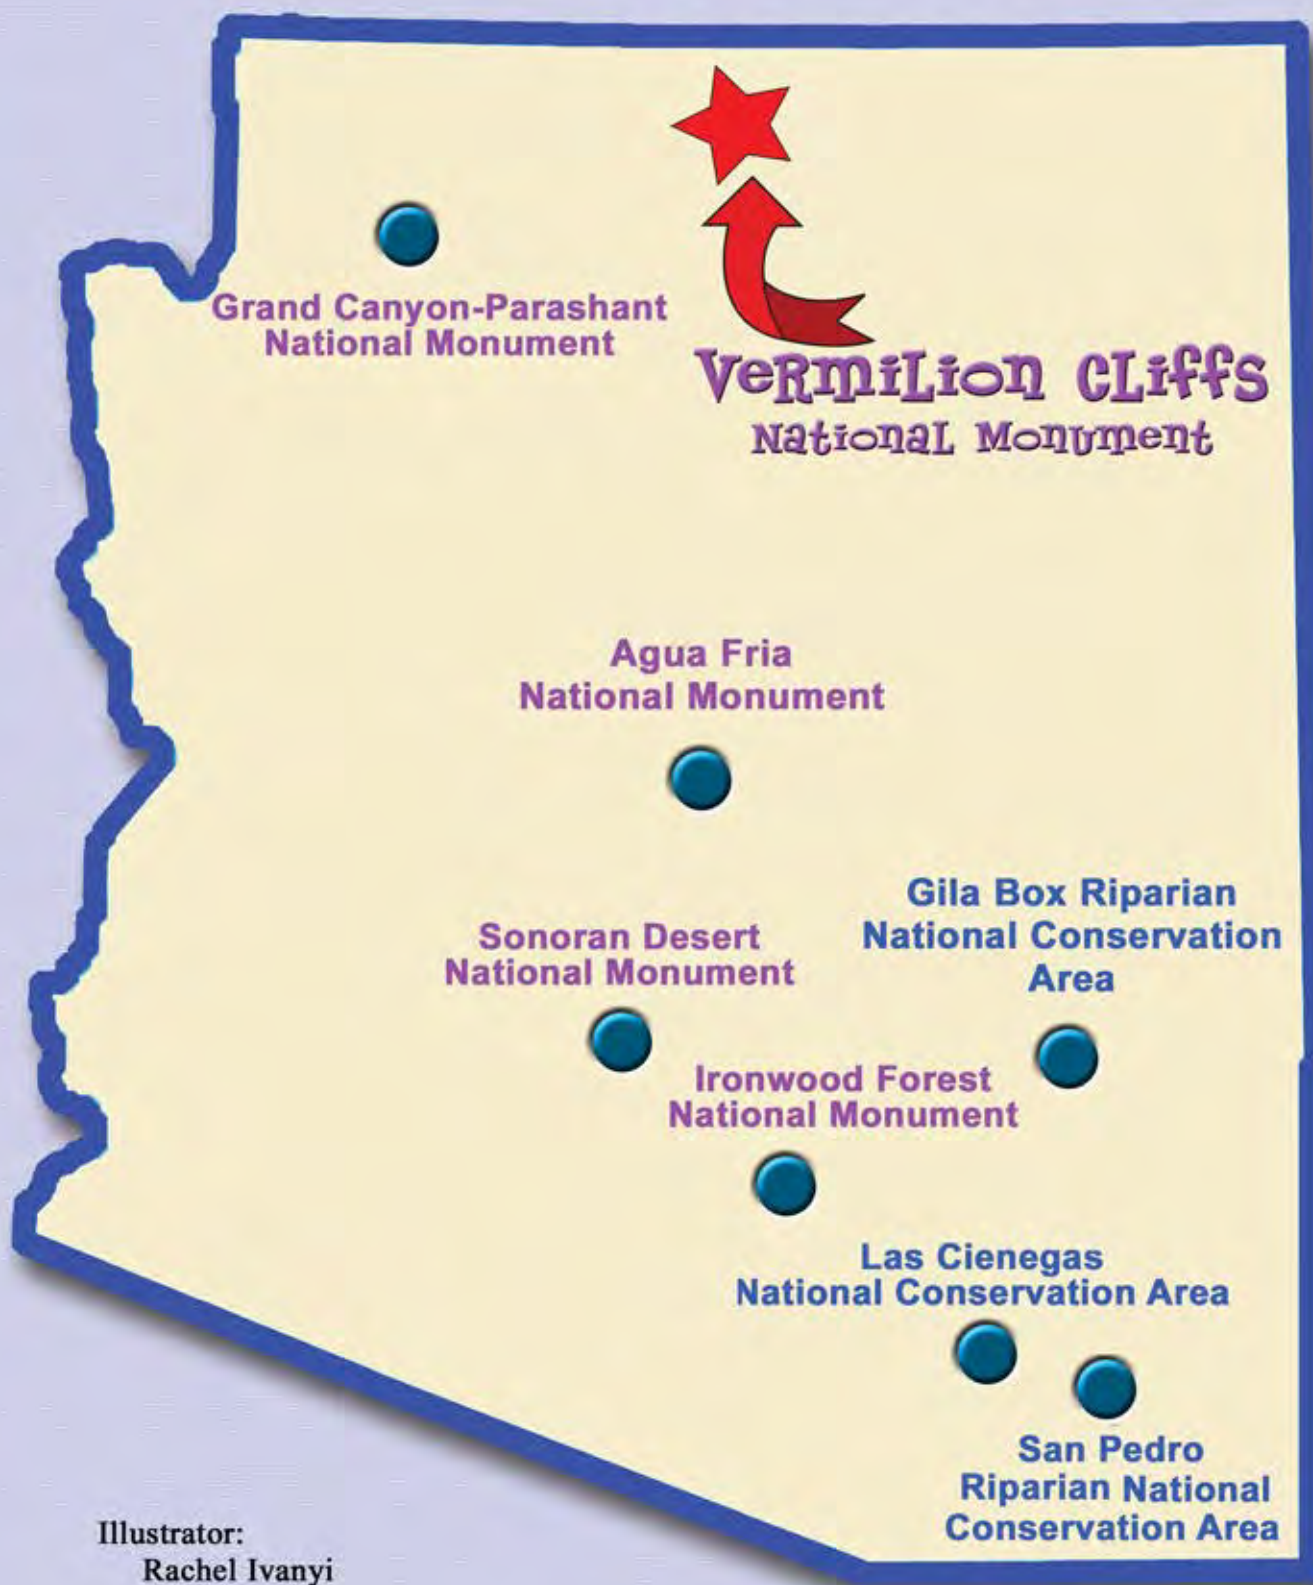 Grand Canyon-Parashant
National Monument
VeRmiLion CLiffs
National Monument
Agua Fria
National Monument
Gila Box Riparian
National Conservation
Area
Sonoran Desert
National Monument
Ironwood Forest
National Monument
Las Cienegas
National Conservation Area
San Pedro
Riparian National
Conservation Area
Illustrator:
Rachel Ivanyi